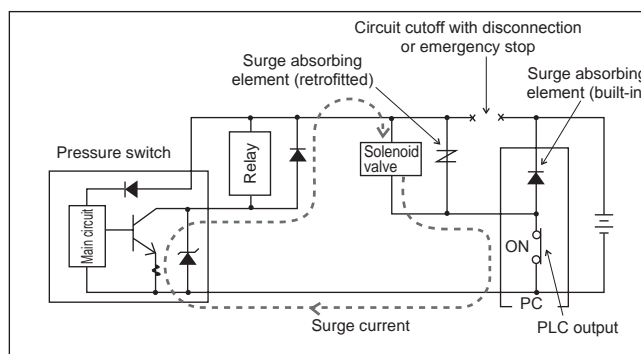 Circuit cutoff with disconnection
or emergency stop
Surge absorbing
element (retrofitted)
Surge absorbing
element (built-in
Pressure switch
Relay
Solenoid
valve
Main circuit
ON
PC
PLC output
Surge current